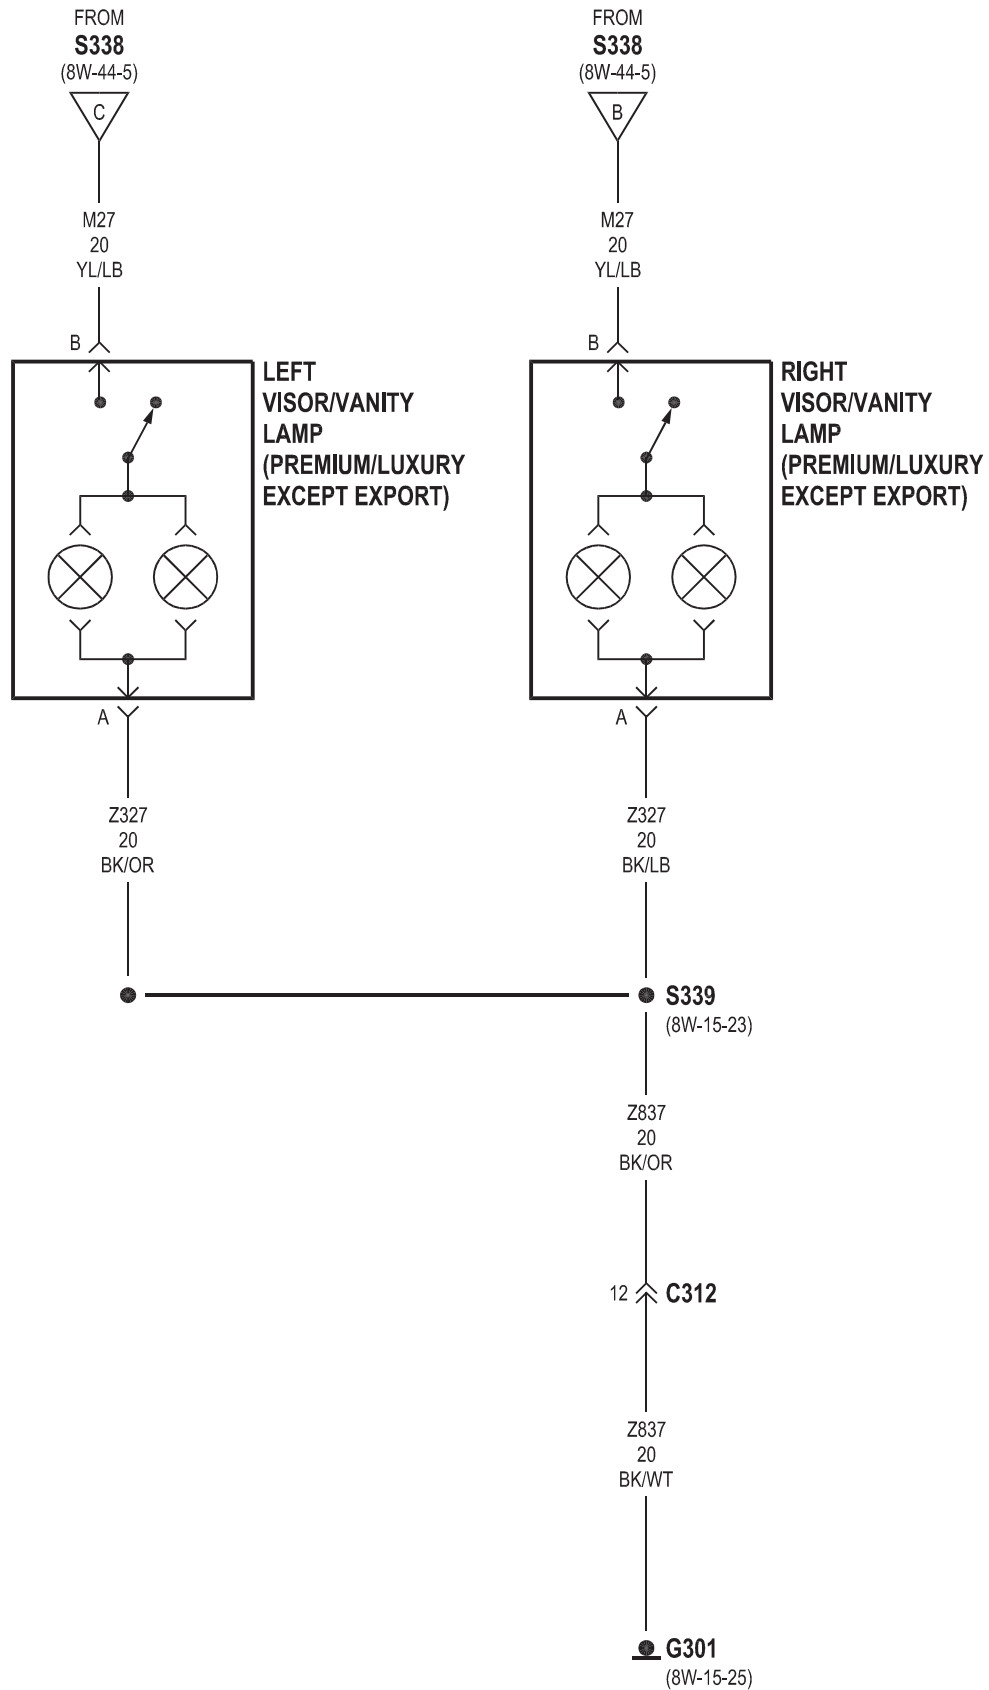 FROM
S338
(8W-44-5)
C
M27
20
YL/LB
B
LEFT
VISOR/VANITY
LAMP
(PREMIUM/LUXURY
EXCEPT EXPORT)
A
Z327
20
BK/OR
FROM
S338
(8W-44-5)
B
M27
20
YL/LB
B
RIGHT
VISOR/VANITY
LAMP
(PREMIUM/LUXURY
EXCEPT EXPORT)
A
Z327
20
BK/LB
S339
(8W-15-23)
Z837
20
BK/OR
12 C312
Z837
20
BK/WT
G301
(8W-15-25)